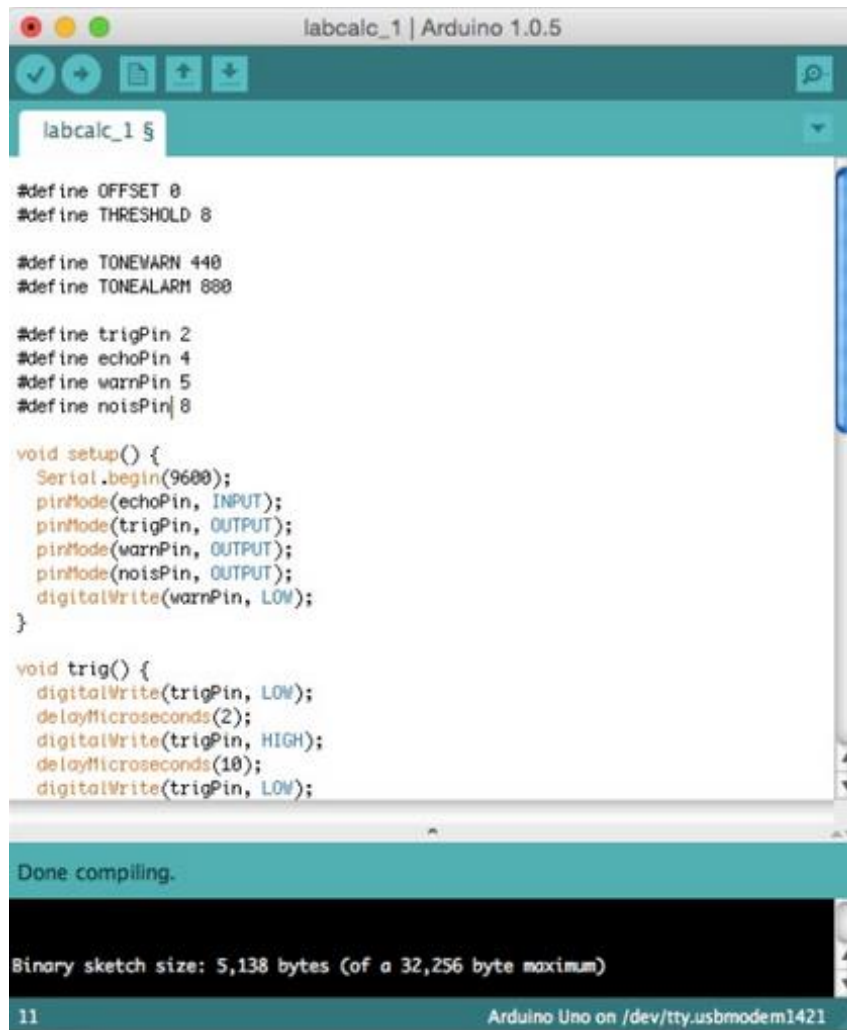 labcalc_1 | Arduino 1.0.5
labcalc_1 §
#define OFFSET 0
#define THRESHOLD 8
#define TONEWARN 440
#define TONEALARM 880
#define trigPin 2
#define echoPin 4
#define warnPin 5
#define noisPin 8
void setup() {
  Serial.begin(9600);
  pinMode(echoPin, INPUT);
  pinMode(trigPin, OUTPUT);
  pinMode(warnPin, OUTPUT);
  pinMode(noisPin, OUTPUT);
  digitalWrite(warnPin, LOW);
}
void trig() {
  digitalWrite(trigPin, LOW);
  delayMicroseconds(2);
  digitalWrite(trigPin, HIGH);
  delayMicroseconds(10);
  digitalWrite(trigPin, LOW);
Done compiling.
Binary sketch size: 5,138 bytes (of a 32,256 byte maximum)
11 Arduino Uno on /dev/tty.usbmodem1421